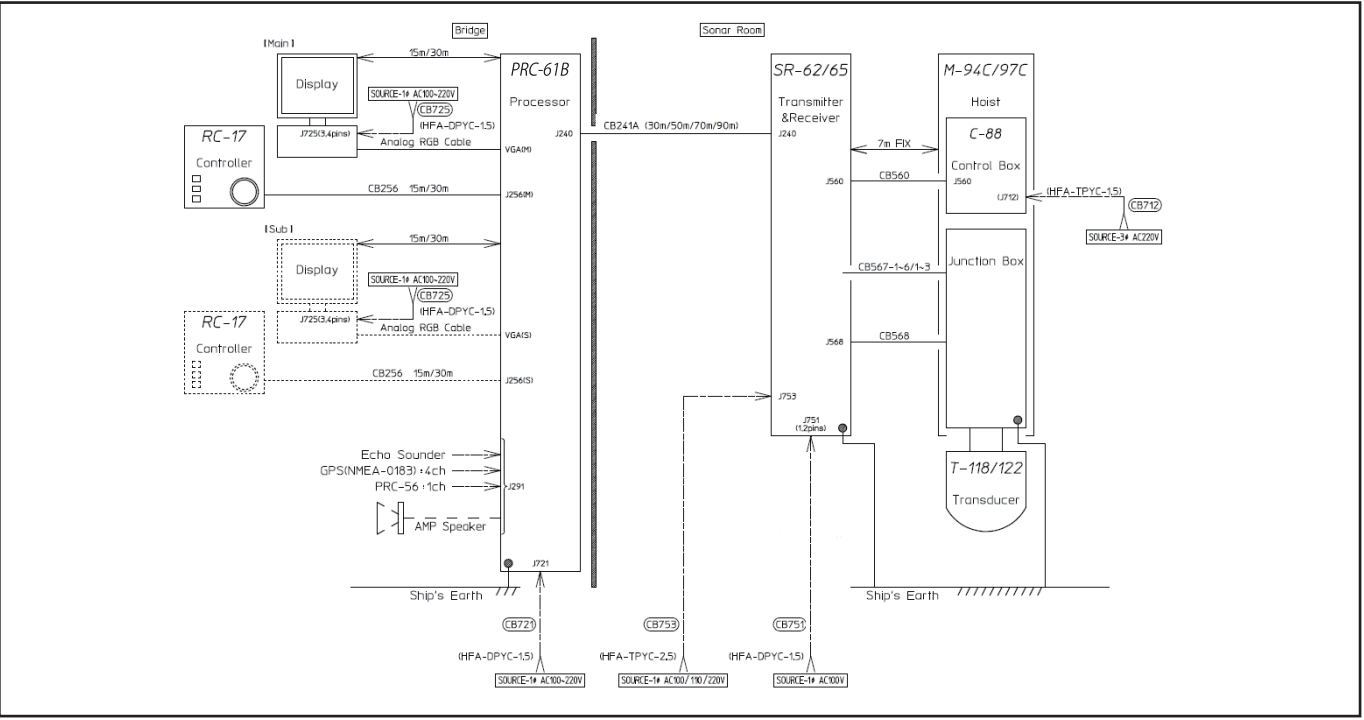 Bridge
Sonar Room
[Main]
15m/30m
PRC-61B
Processor
Display
SOURCE-1φ AC100~220V
CB725
(HFA-DPYC-1.5)
J725(3,4pins)
Analog RGB Cable
VGA(M)
RC-17
Controller
CB256 15m/30m
J256(M)
J240
CB241A (30m/50m/70m/90m)
SR-62/65
Transmitter
&Receiver
J240
7m FIX
J560
CB560
M-94C/97C
Hoist
C-88
Control Box
J560
(J712)
(HFA-TPYC-1.5)
CB712
SOURCE-3φ AC220V
[Sub]
15m/30m
Display
SOURCE-1φ AC100~220V
CB725
(HFA-DPYC-1.5)
J725(3,4pins)
Analog RGB Cable
VGA(S)
RC-17
Controller
CB256 15m/30m
J256(S)
CB567-1~6/1~3
Junction Box
J568
CB568
J753
J751
(1,2pins)
T-118/122
Transducer
Echo Sounder
GPS(NMEA-0183):4ch
PRC-56:1ch
J291
AMP Speaker
J721
Ship's Earth
Ship's Earth
CB721
(HFA-DPYC-1.5)
SOURCE-1φ AC100~220V
CB753
(HFA-TPYC-2.5)
SOURCE-1φ AC100/110/220V
CB751
(HFA-DPYC-1.5)
SOURCE-1φ AC100V